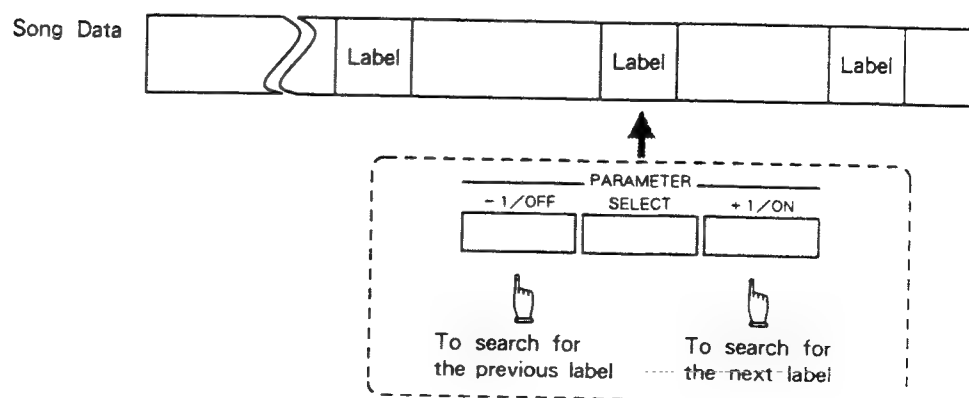 Song Data
Label
Label
Label
PARAMETER
- 1/OFF SELECT + 1/ON
To search for
the previous label
To search for
the next label